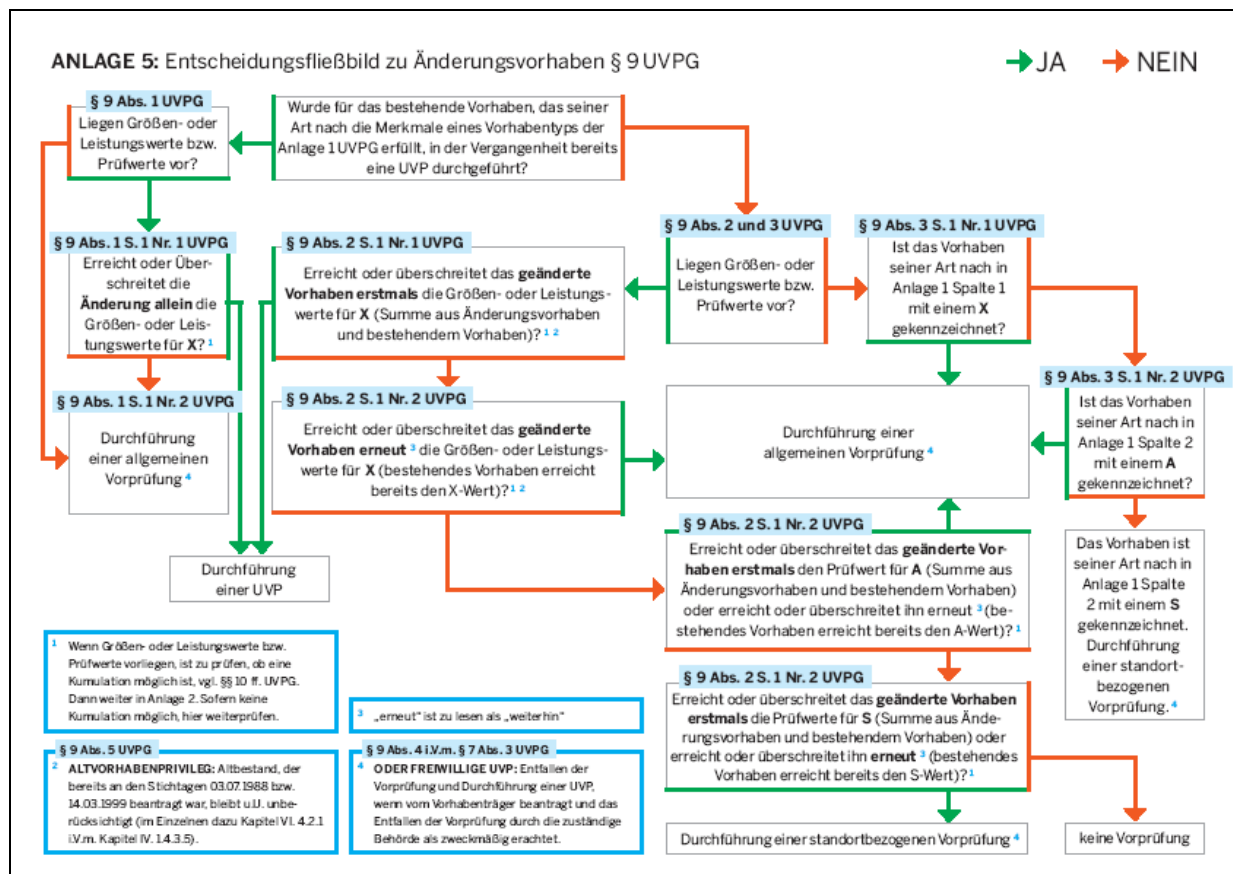 ANLAGE 5: Entscheidungsfließbild zu Änderungsvorhaben § 9 UVPG
JA
NEIN
§ 9 Abs. 1 UVPG
Liegen Größen- oder
Leistungswerte bzw.
Prüfwerte vor?
Wurde für das bestehende Vorhaben, das seiner
Art nach die Merkmale eines Vorhabentyps der
Anlage 1 UVPG erfüllt, in der Vergangenheit bereits
eine UVP durchgeführt?
§ 9 Abs. 1 S. 1 Nr. 1 UVPG
Erreicht oder Über-
schreitet die
Änderung allein die
Größen- oder Leis-
tungswerte für X? 1
§ 9 Abs. 2 S. 1 Nr. 1 UVPG
Erreicht oder überschreitet das geänderte
Vorhaben erstmals die Größen- oder Leistungs-
werte für X (Summe aus Änderungsvorhaben
und bestehendem Vorhaben)? 1 2
§ 9 Abs. 2 und 3 UVPG
Liegen Größen- oder
Leistungswerte bzw.
Prüfwerte vor?
§ 9 Abs. 3 S. 1 Nr. 1 UVPG
Ist das Vorhaben
seiner Art nach in
Anlage 1 Spalte 1
mit einem X
gekennzeichnet?
§ 9 Abs. 1 S. 1 Nr. 2 UVPG
Durchführung
einer allgemeinen
Vorprüfung 4
§ 9 Abs. 2 S. 1 Nr. 2 UVPG
Erreicht oder überschreitet das geänderte
Vorhaben erneut 3 die Größen- oder Leistungs-
werte für X (bestehendes Vorhaben erreicht
bereits den X-Wert)? 1 2
Durchführung einer
allgemeinen Vorprüfung 4
§ 9 Abs. 3 S. 1 Nr. 2 UVPG
Ist das Vorhaben
seiner Art nach in
Anlage 1 Spalte 2
mit einem A
gekennzeichnet?
Durchführung
einer UVP
§ 9 Abs. 2 S. 1 Nr. 2 UVPG
Erreicht oder überschreitet das geänderte Vor-
haben erstmals den Prüfwert für A (Summe aus
Änderungsvorhaben und bestehendem Vorhaben)
oder erreicht oder überschreitet ihn erneut 3 (be-
stehendes Vorhaben erreicht bereits den A-Wert)? 1
Das Vorhaben ist
seiner Art nach in
Anlage 1 Spalte
2 mit einem S
gekennzeichnet.
Durchführung
einer standort-
bezogenen
Vorprüfung. 4
§ 9 Abs. 2 S. 1 Nr. 2 UVPG
Erreicht oder überschreitet das geänderte Vorhaben
erstmals die Prüfwerte für S (Summe aus Ände-
rungsvorhaben und bestehendem Vorhaben) oder
erreicht oder überschreitet ihn erneut 3 (bestehendes
Vorhaben erreicht bereits den S-Wert)? 1
Durchführung einer standortbezogenen Vorprüfung 4
keine Vorprüfung
1 Wenn Größen- oder Leistungswerte bzw.
Prüfwerte vorliegen, ist zu prüfen, ob eine
Kumulation möglich ist, vgl. §§ 10 ff. UVPG.
Dann weiter in Anlage 2. Sofern keine
Kumulation möglich, hier weiterprüfen.
§ 9 Abs. 5 UVPG
2 ALTVORHABENPRIVILEG: Altbestand, der
bereits an den Stichtagen 03.07.1988 bzw.
14.03.1999 beantragt war, bleibt u.U. unbe-
rücksichtigt (im Einzelnen dazu Kapitel VI. 4.2.1
i.V.m. Kapitel IV. 1.4.3.5).
3 „erneut“ ist zu lesen als „weiterhin“
§ 9 Abs. 4 i.V.m. § 7 Abs. 3 UVPG
4 ODER FREIWILLIGE UVP: Entfallen der
Vorprüfung und Durchführung einer UVP,
wenn vom Vorhabenträger beantragt und das
Entfallen der Vorprüfung durch die zuständige
Behörde als zweckmäßig erachtet.